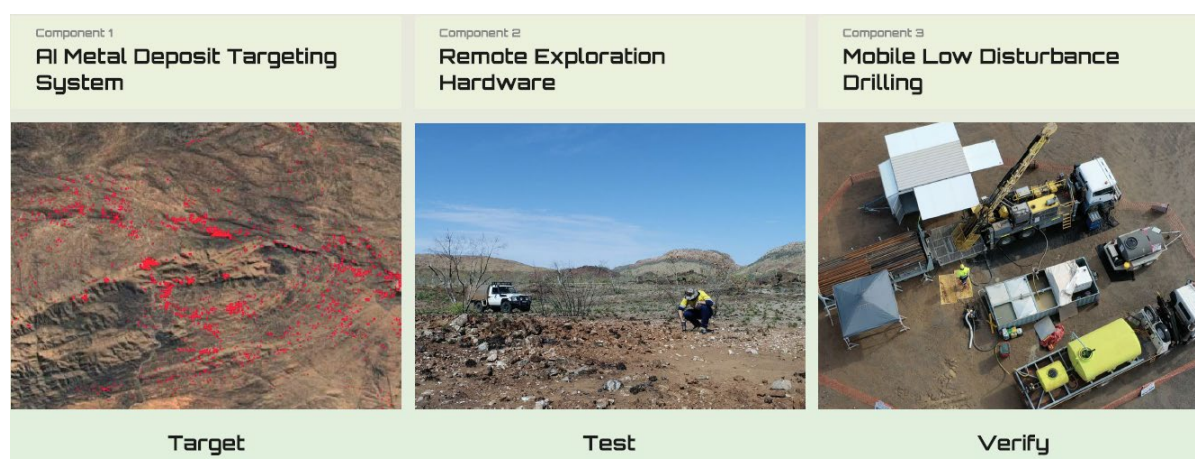 Component 1
AI Metal Deposit Targeting
System
Component 2
Remote Exploration
Hardware
Component 3
Mobile Low Disturbance
Drilling
Target
Test
Verify